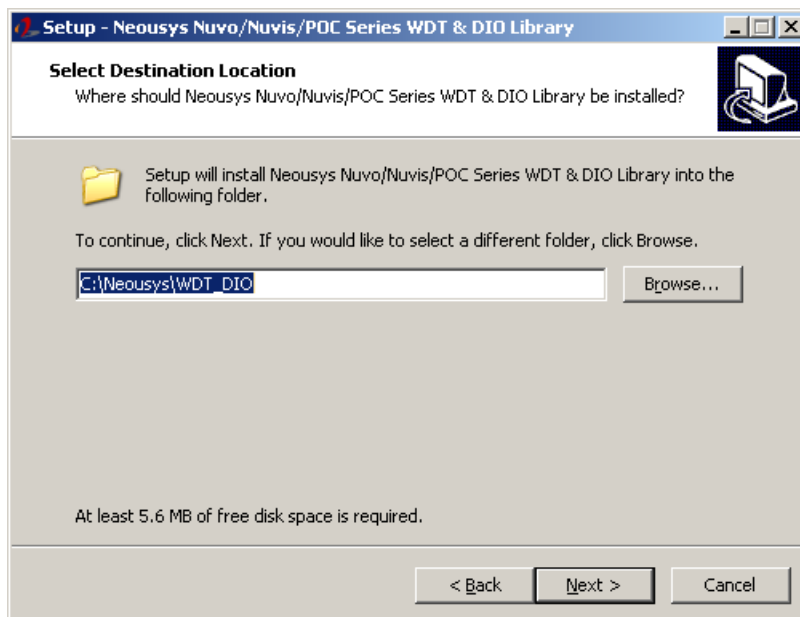 Setup - Neousys Nuvo/Nuvis/POC Series WDT & DIO Library
Select Destination Location
Where should Neousys Nuvo/Nuvis/POC Series WDT & DIO Library be installed?
Setup will install Neousys Nuvo/Nuvis/POC Series WDT & DIO Library into the
following folder.
To continue, click Next. If you would like to select a different folder, click Browse.
C:\Neousys\WDT_DIO
Browse...
At least 5.6 MB of free disk space is required.
< Back
Next >
Cancel